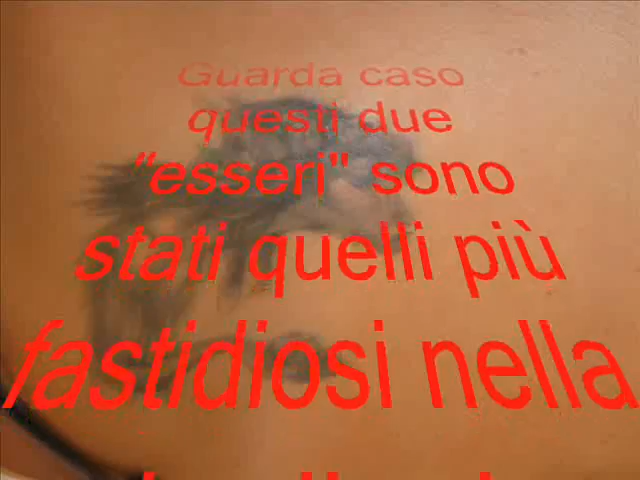 Guarda caso
questi due
"esseri" sono
stati quelli più
fastidiosi nella